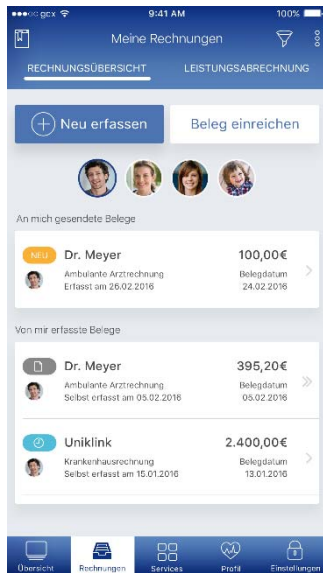 gcx 9:41 AM 100%
Meine Rechnungen
RECHNUNGSÜBERSICHT LEISTUNGSABRECHNUNG
Neu erfassen Beleg einreichen
An mich gesendete Belege
NEU Dr. Meyer 100,00€
Ambulante Arztrechnung Belegdatum
Erfasst am 26.02.2016 24.02.2016
Von mir erfasste Belege
Dr. Meyer 395,20€
Ambulante Arztrechnung Belegdatum
Selbst erfasst am 05.02.2016 05.02.2016
Uniklink 2.400,00€
Krankenhausrechnung Belegdatum
Selbst erfasst am 15.01.2016 13.01.2016
Übersicht Rechnungen Services Profil Einstellungen